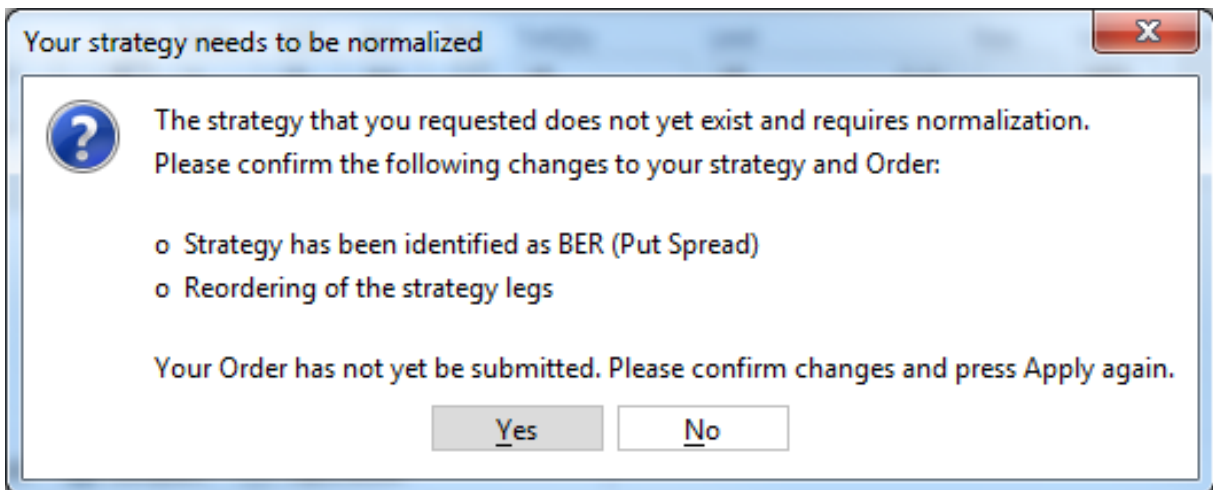 Your strategy needs to be normalized
The strategy that you requested does not yet exist and requires normalization.
Please confirm the following changes to your strategy and Order:
o Strategy has been identified as BER (Put Spread)
o Reordering of the strategy legs
Your Order has not yet be submitted. Please confirm changes and press Apply again.
Yes No